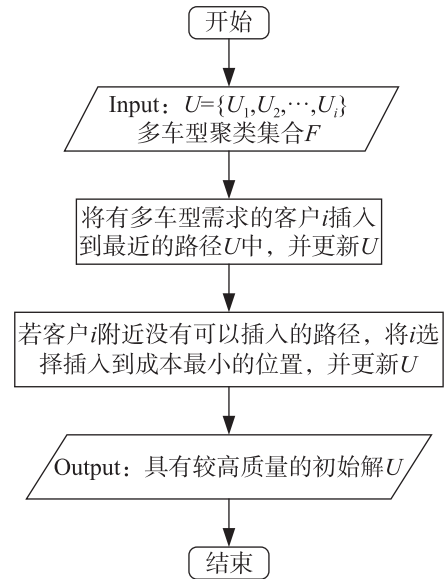 开始
Input：U={U1,U2,⋯,Ui}
多车型聚类集合F
将有多车型需求的客户i插入
到最近的路径U中，并更新U
若客户i附近没有可以插入的路径，将i选
择插入到成本最小的位置，并更新U
Output：具有较高质量的初始解U
结束